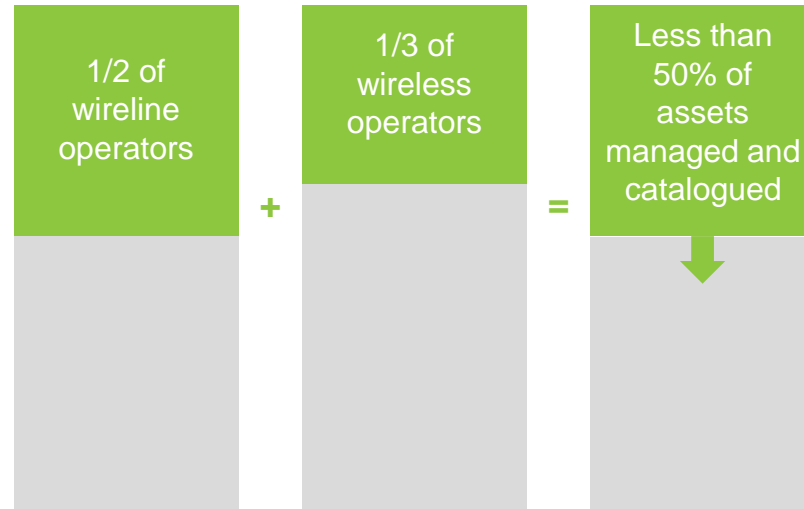 1/2 of
wireline
operators
+
1/3 of
wireless
operators
=
Less than
50% of
assets
managed and
catalogued